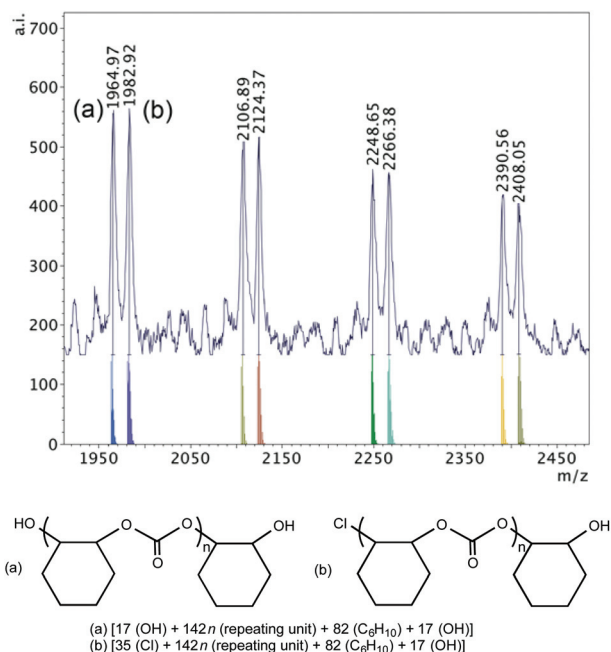 a.i.
700
600
500
400
300
200
100
0
(a)
1964.97
1982.92
(b)
2106.89
2124.37
2248.65
2266.38
2390.56
2408.05
1950
2050
2150
2250
2350
2450
m/z
(a)
HO
O
O
O
n
OH
(b)
Cl
O
O
O
n
OH
(a) [17 (OH) + 142n (repeating unit) + 82 (C₆H₁₀) + 17 (OH)]
(b) [35 (Cl) + 142n (repeating unit) + 82 (C₆H₁₀) + 17 (OH)]